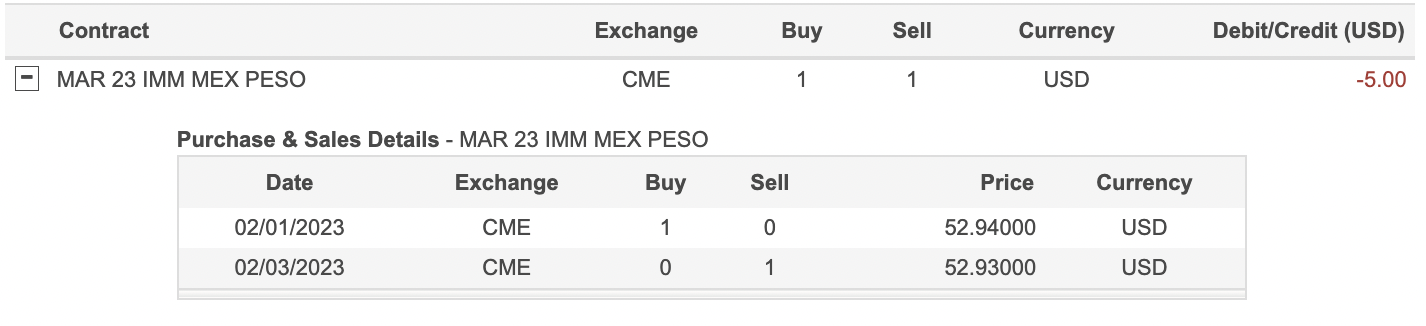 Contract Exchange Buy Sell Currency Debit/Credit (USD)
MAR 23 IMM MEX PESO CME 1 1 USD -5.00
Purchase & Sales Details - MAR 23 IMM MEX PESO
Date Exchange Buy Sell Price Currency
02/01/2023 CME 1 0 52.94000 USD
02/03/2023 CME 0 1 52.93000 USD